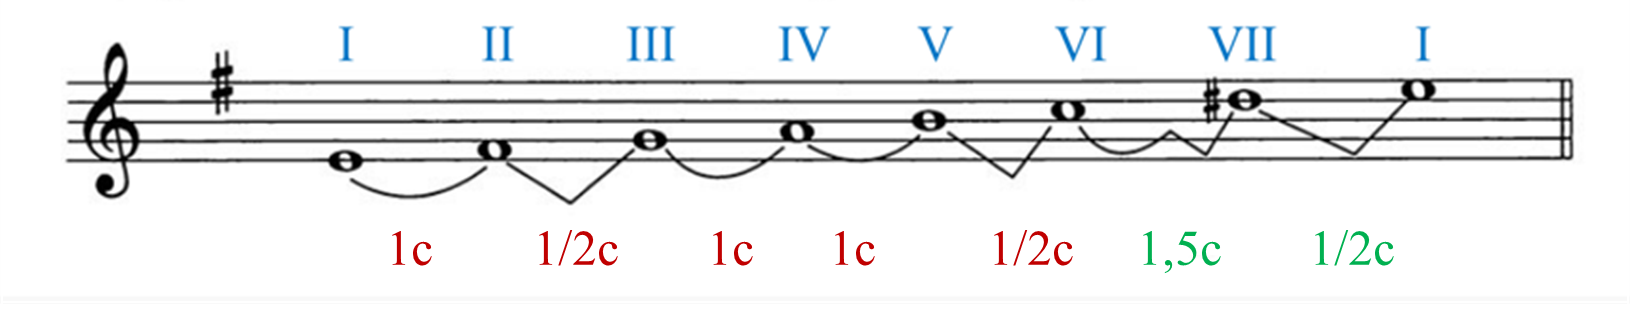 I II III IV V VI VII I
1c 1/2c 1c 1c 1/2c 1,5c 1/2c